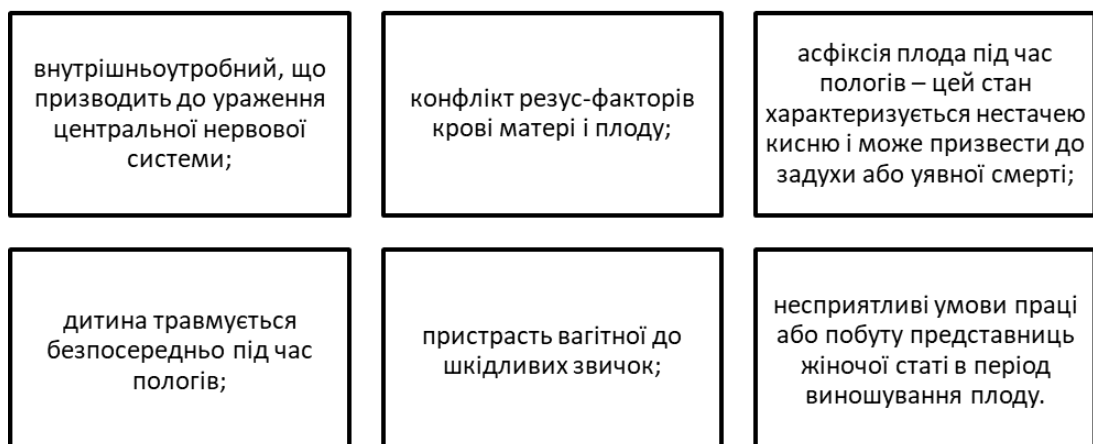 внутрішньоутробний, що
призводить до ураження
центральної нервової
системи;
конфлікт резус-факторів
крові матері і плоду;
асфіксія плода під час
пологів – цей стан
характеризується нестачею
кисню і може призвести до
задухи або уявної смерті;
дитина травмується
безпосередньо під час
пологів;
пристрасть вагітної до
шкідливих звичок;
несприятливі умови праці
або побуту представниць
жіночої статі в період
виношування плоду.